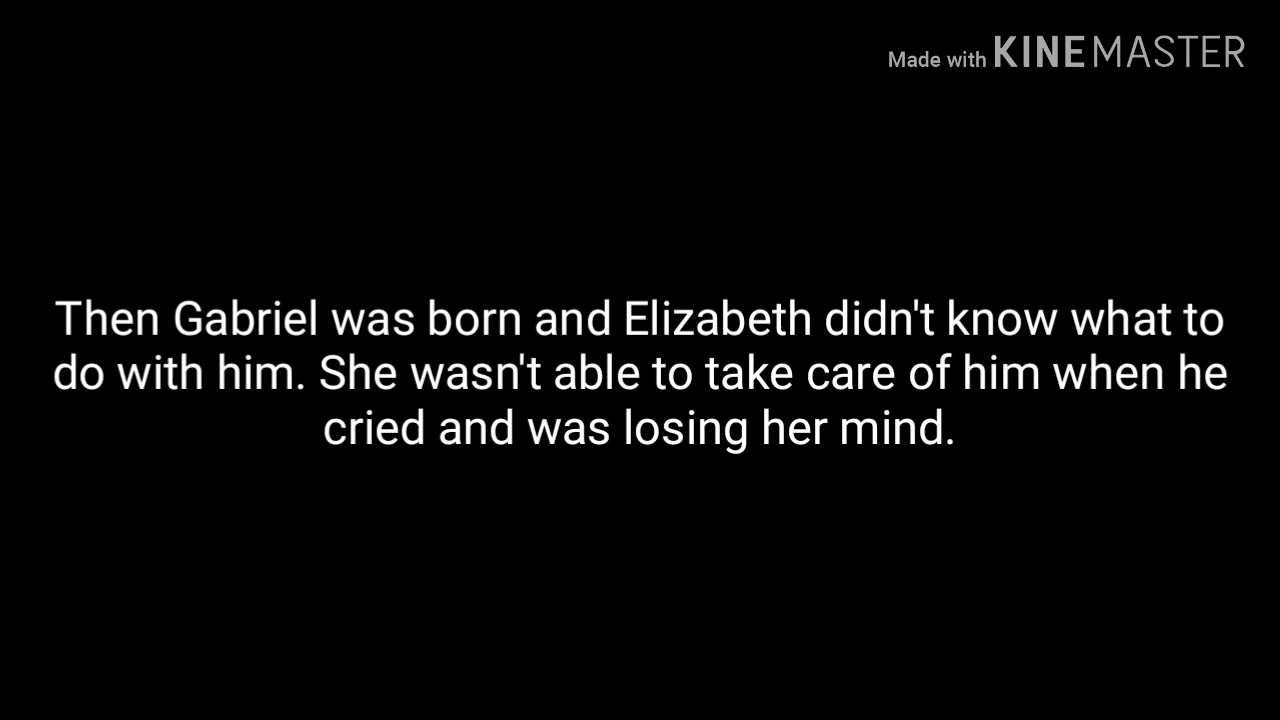 Made with KINEMASTER
Then Gabriel was born and Elizabeth didn't know what to
do with him. She wasn't able to take care of him when he
cried and was losing her mind.